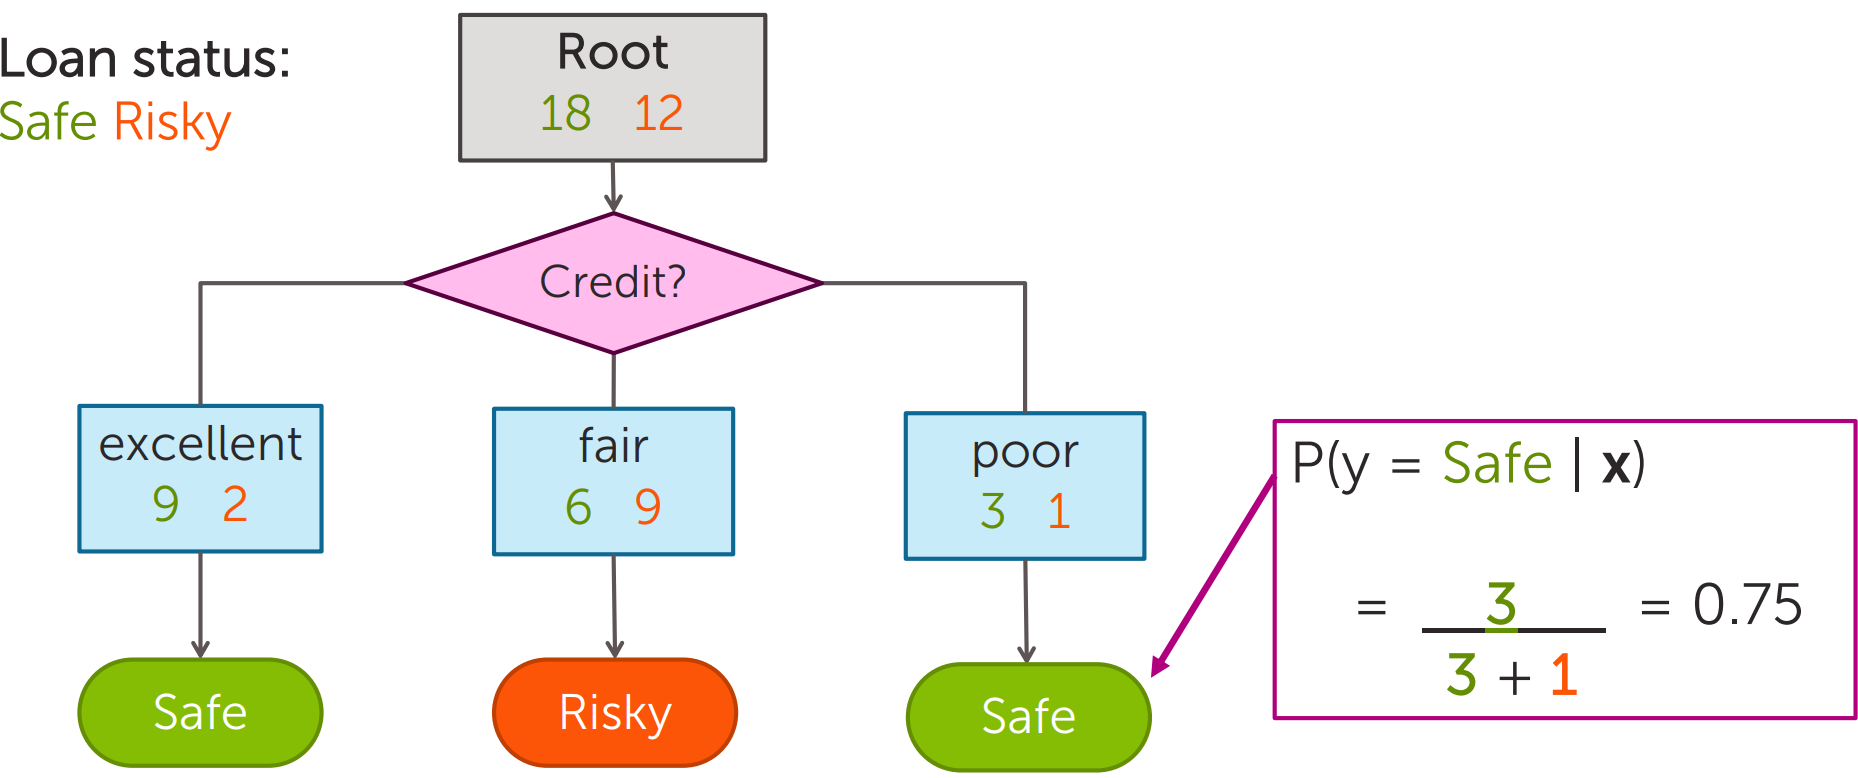 Loan status:
Safe Risky
Root
18 12
Credit?
excellent
9 2
fair
6 9
poor
3 1
Safe
Risky
Safe
P(y = Safe | x)
= 3 / 3 + 1 = 0.75